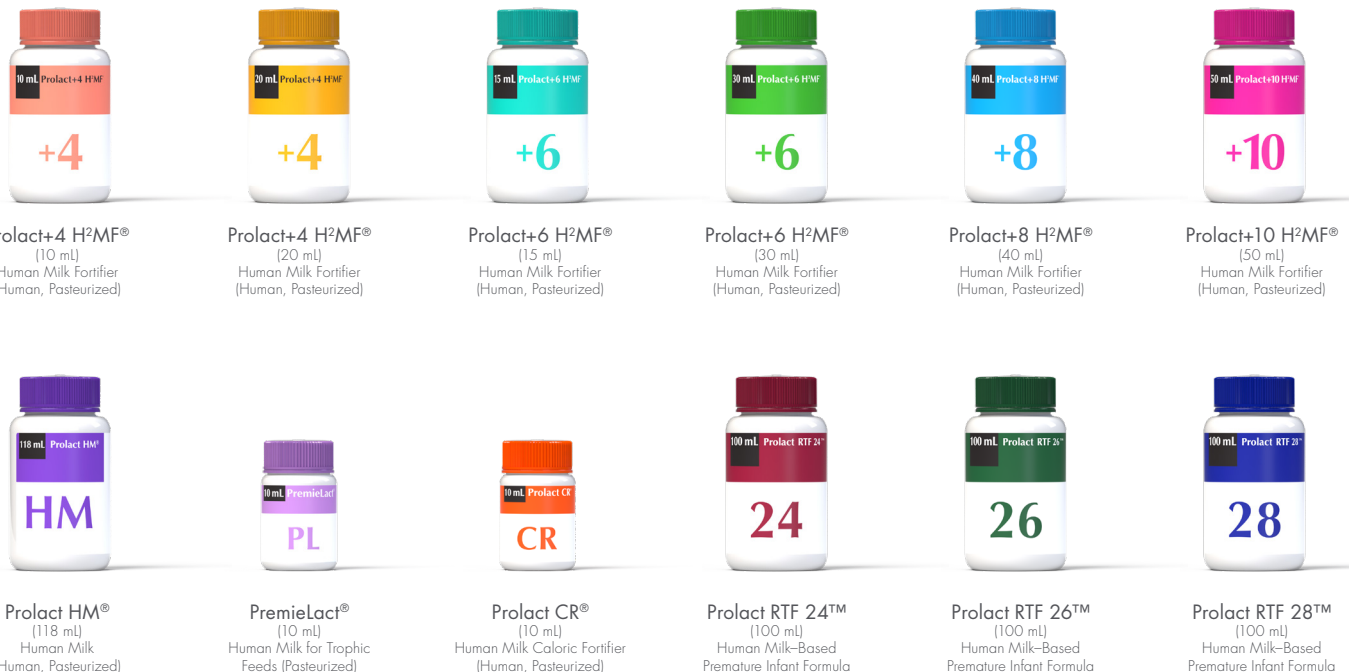 10 mL Prolact+4 H²MF
+4
20 mL Prolact+4 H²MF
+4
15 mL Prolact+6 H²MF
+6
30 mL Prolact+6 H²MF
+6
40 mL Prolact+8 H²MF
+8
50 mL Prolact+10 H²MF
+10
rolact+4 H²MF®
(10 mL)
Human Milk Fortifier
Human, Pasteurized)
Prolact+4 H²MF®
(20 mL)
Human Milk Fortifier
(Human, Pasteurized)
Prolact+6 H²MF®
(15 mL)
Human Milk Fortifier
(Human, Pasteurized)
Prolact+6 H²MF®
(30 mL)
Human Milk Fortifier
(Human, Pasteurized)
Prolact+8 H²MF®
(40 mL)
Human Milk Fortifier
(Human, Pasteurized)
Prolact+10 H²MF®
(50 mL)
Human Milk Fortifier
(Human, Pasteurized)
118 mL Prolact HM®
HM
10 mL PremieLact®
PL
10 mL Prolact CR®
CR
100 mL Prolact RTF 24™
24
100 mL Prolact RTF 26™
26
100 mL Prolact RTF 28™
28
Prolact HM®
(118 mL)
Human Milk
Human, Pasteurized)
PremieLact®
(10 mL)
Human Milk for Trophic
Feeds (Pasteurized)
Prolact CR®
(10 mL)
Human Milk Caloric Fortifier
(Human, Pasteurized)
Prolact RTF 24™
(100 mL)
Human Milk–Based
Premature Infant Formula
Prolact RTF 26™
(100 mL)
Human Milk–Based
Premature Infant Formula
Prolact RTF 28™
(100 mL)
Human Milk–Based
Premature Infant Formula